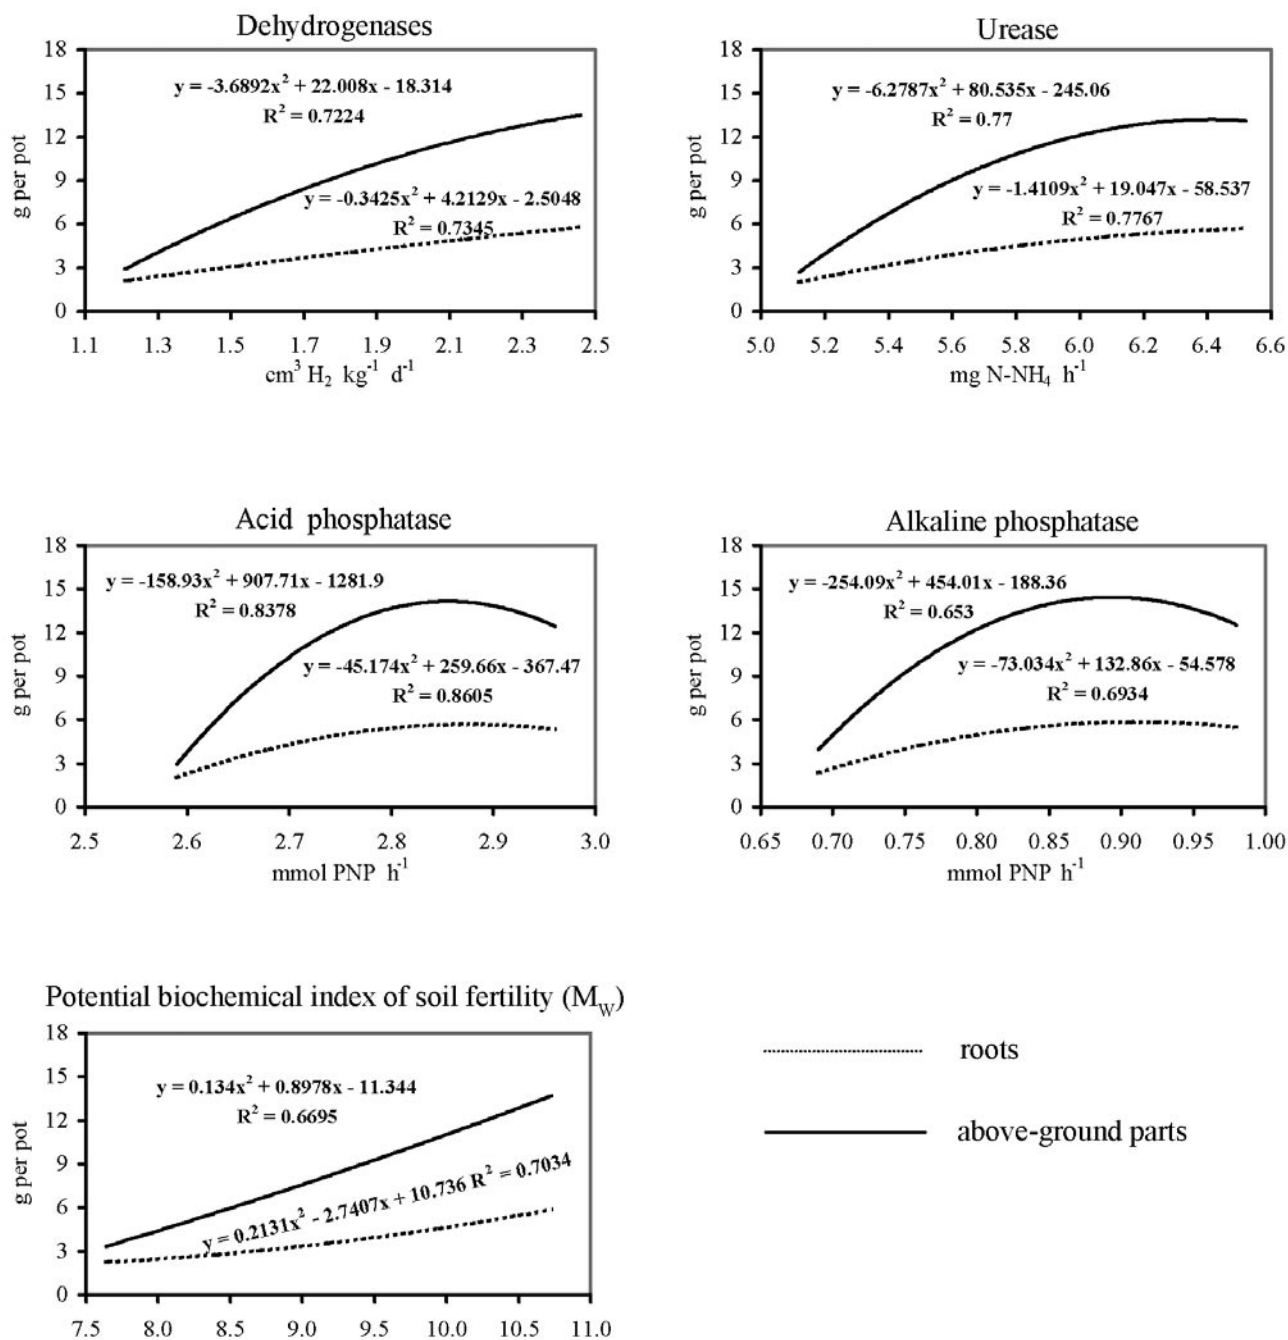 Dehydrogenases
18
15
12
9
6
3
0
g per pot
y = -3.6892x² + 22.008x - 18.314
R² = 0.7224
y = -0.3425x² + 4.2129x - 2.5048
R² = 0.7345
1.1 1.3 1.5 1.7 1.9 2.1 2.3 2.5
cm³ H₂ kg⁻¹ d⁻¹
Urease
18
15
12
9
6
3
0
g per pot
y = -6.2787x² + 80.535x - 245.06
R² = 0.77
y = -1.4109x² + 19.047x - 58.537
R² = 0.7767
5.0 5.2 5.4 5.6 5.8 6.0 6.2 6.4 6.6
mg N-NH₄ h⁻¹
Acid phosphatase
18
15
12
9
6
3
0
g per pot
y = -158.93x² + 907.71x - 1281.9
R² = 0.8378
y = -45.174x² + 259.66x - 367.47
R² = 0.8605
2.5 2.6 2.7 2.8 2.9 3.0
mmol PNP h⁻¹
Alkaline phosphatase
18
15
12
9
6
3
0
g per pot
y = -254.09x² + 454.01x - 188.36
R² = 0.653
y = -73.034x² + 132.86x - 54.578
R² = 0.6934
0.65 0.70 0.75 0.80 0.85 0.90 0.95 1.00
mmol PNP h⁻¹
Potential biochemical index of soil fertility (M_W)
18
15
12
9
6
3
0
g per pot
y = 0.134x² + 0.8978x - 11.344
R² = 0.6695
y = 0.2131x² - 2.7407x + 10.736 R² = 0.7034
7.5 8.0 8.5 9.0 9.5 10.0 10.5 11.0
roots
above-ground parts